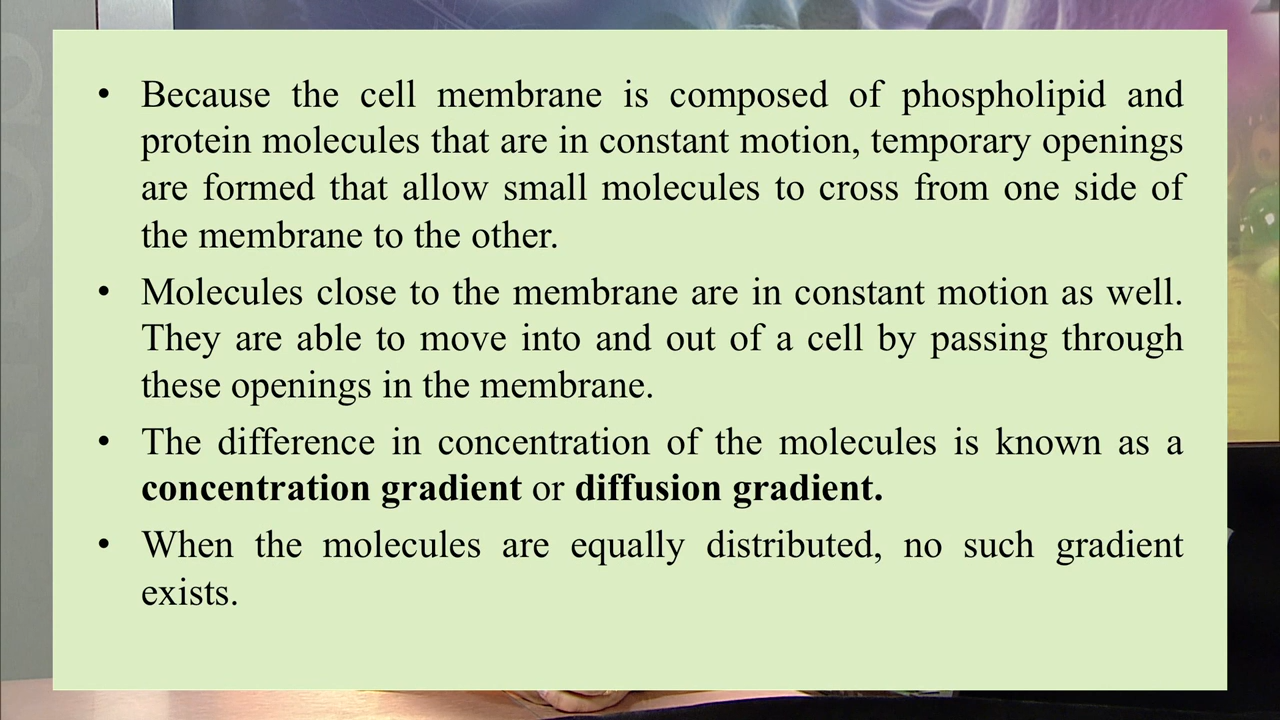 • Because the cell membrane is composed of phospholipid and
protein molecules that are in constant motion, temporary openings
are formed that allow small molecules to cross from one side of
the membrane to the other.
• Molecules close to the membrane are in constant motion as well.
They are able to move into and out of a cell by passing through
these openings in the membrane.
• The difference in concentration of the molecules is known as a
concentration gradient or diffusion gradient.
• When the molecules are equally distributed, no such gradient
exists.